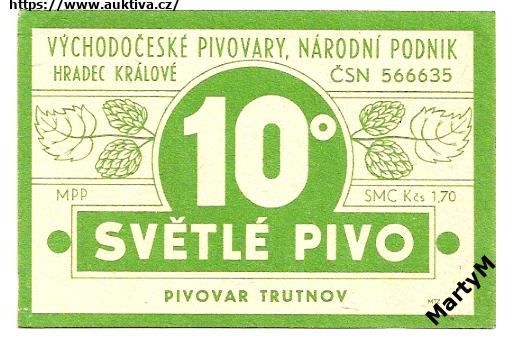 https://www.auktiva.cz/
VÝCHODOČESKÉ PIVOVARY, NÁRODNÍ PODNIK
HRADEC KRÁLOVÉ ČSN 566635
10°
MPP SMC Kčs 1,70
SVĚTLÉ PIVO
PIVOVAR TRUTNOV
MartyM